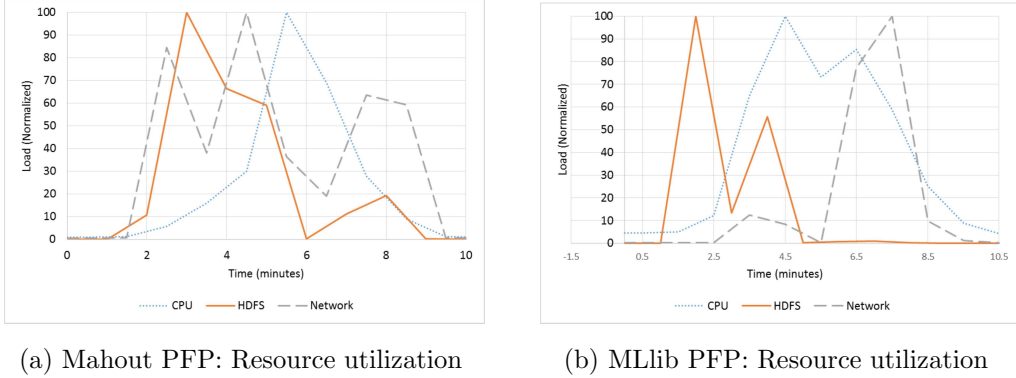 100
90
80
70
60
50
40
30
20
10
0
Load (Normalized)
0 2 4 6 8 10
Time (minutes)
CPU HDFS Network
(a) Mahout PFP: Resource utilization
100
90
80
70
60
50
40
30
20
10
0
Load (Normalized)
-1.5 0.5 2.5 4.5 6.5 8.5 10.5
Time (minutes)
CPU HDFS Network
(b) MLlib PFP: Resource utilization